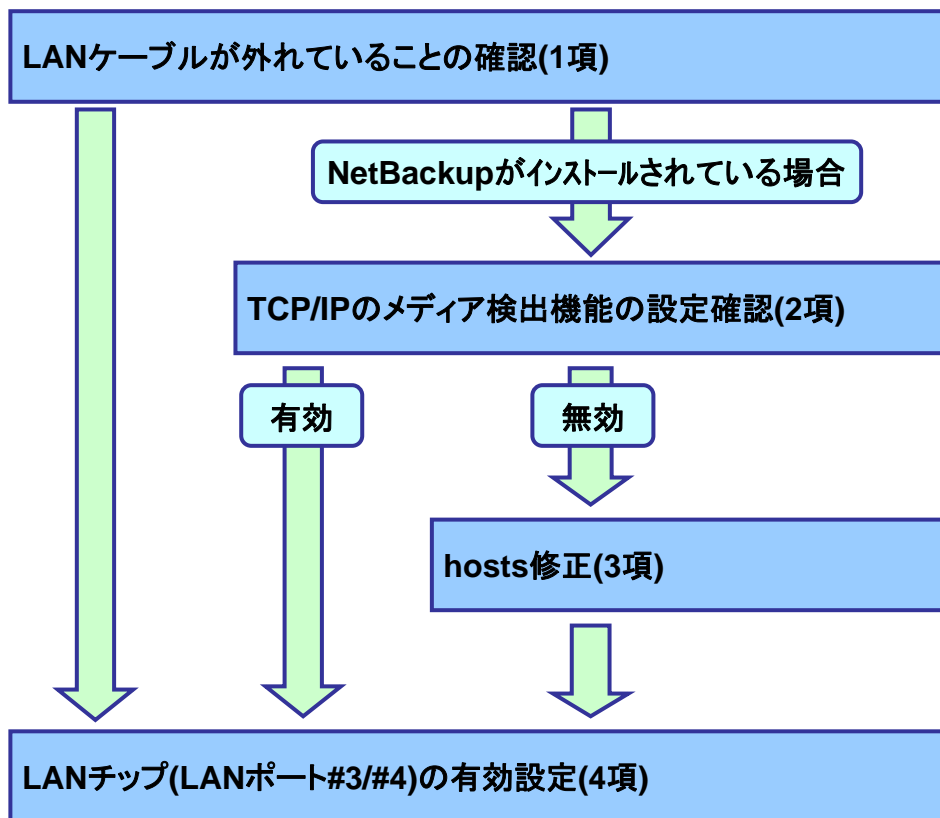 LANケーブルが外れていることの確認(1項)
NetBackupがｲﾝｽﾄｰﾙされている場合
TCP/IPのメディア検出機能の設定確認(2項)
有効
無効
hosts修正(3項)
LANチップ(LANポート#3/#4)の有効設定(4項)